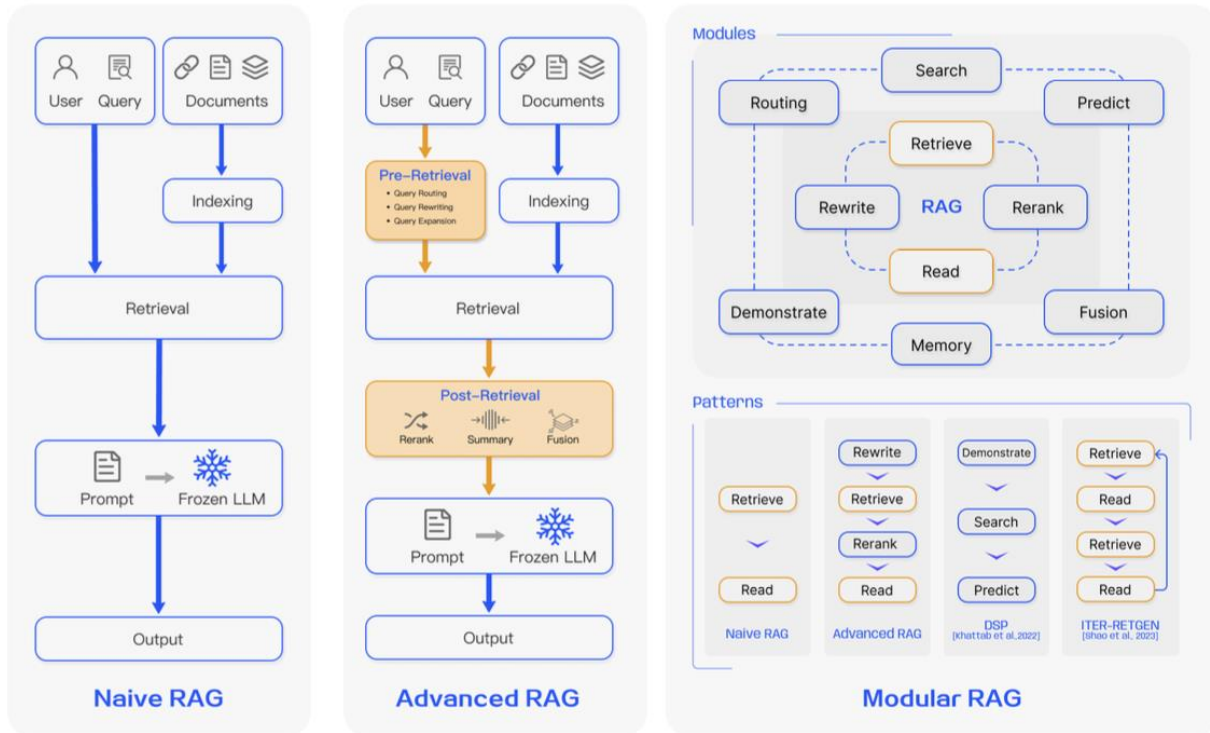 User Query
Documents
Indexing
Retrieval
Prompt
Frozen LLM
Output
Naive RAG
User Query
Documents
Pre-Retrieval
• Query Routing
• Query Rewriting
• Query Expansion
Indexing
Retrieval
Post-Retrieval
Rerank
Summary
Fusion
Prompt
Frozen LLM
Output
Advanced RAG
Modules
Search
Routing
Predict
Retrieve
Rewrite
RAG
Rerank
Read
Demonstrate
Fusion
Memory
Patterns
Retrieve
Read
Naive RAG
Rewrite
Retrieve
Rerank
Read
Advanced RAG
Demonstrate
Search
Predict
DSP
[Khattab et al.,2022]
Retrieve
Read
Retrieve
Read
ITER-RETGEN
[Shao et al., 2023]
Modular RAG